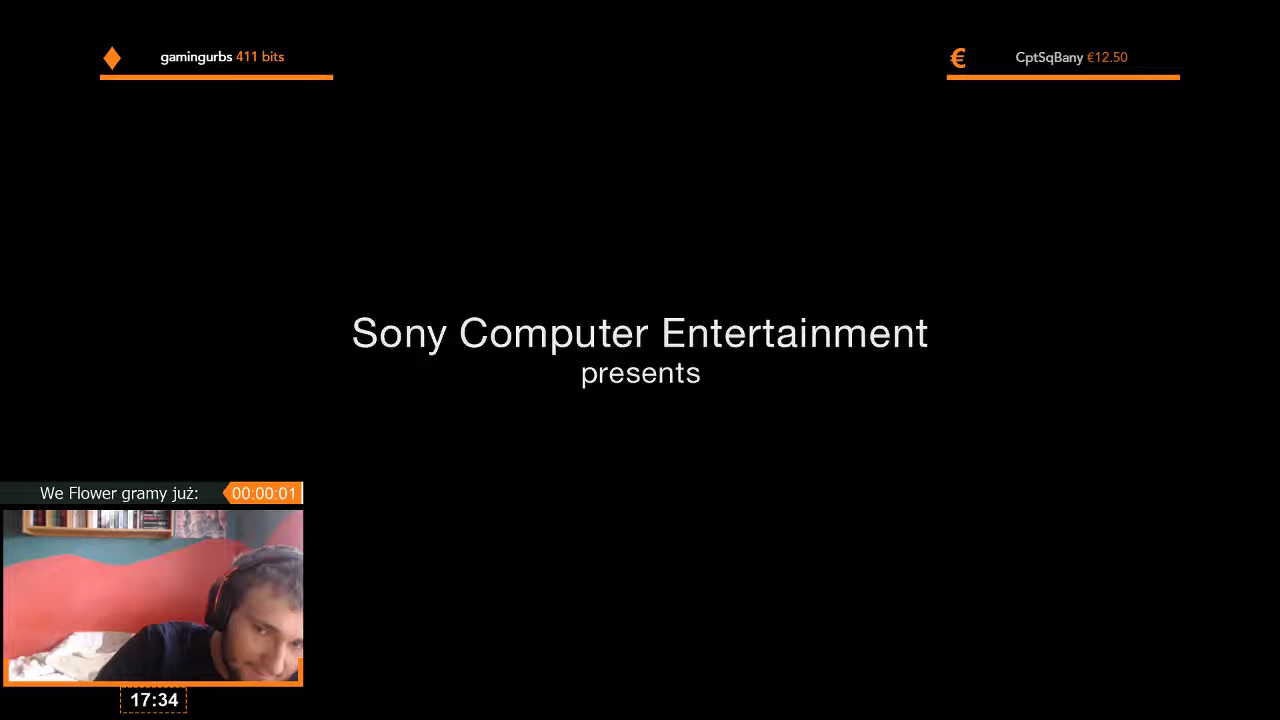 gamingurbs 411 bits
€ CptSqBany €12.50
Sony Computer Entertainment
presents
We Flower gramy już: 00:00:01
17:34